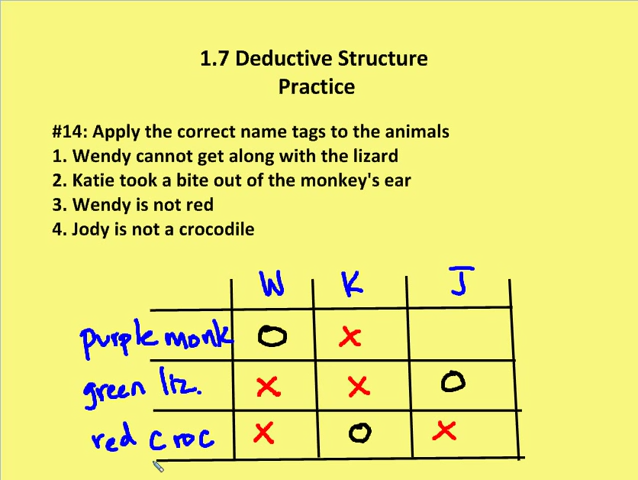 1.7 Deductive Structure
Practice
#14: Apply the correct name tags to the animals
1. Wendy cannot get along with the lizard
2. Katie took a bite out of the monkey's ear
3. Wendy is not red
4. Jody is not a crocodile
W K J
purple monk O X
green liz. X X O
red croc X O X